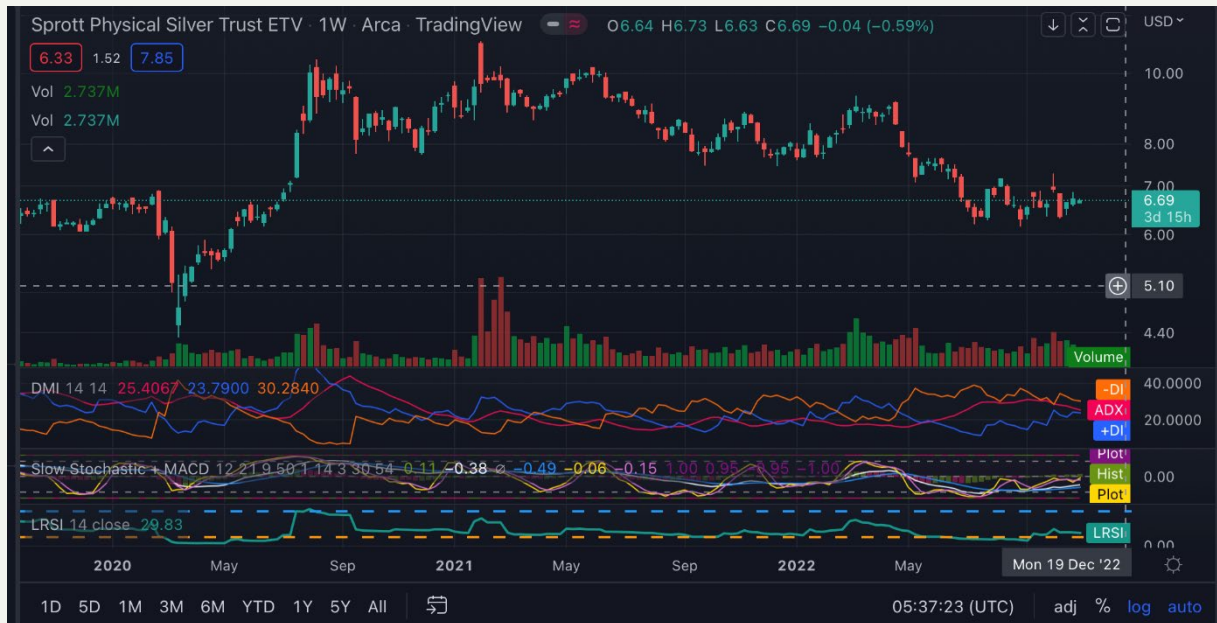 Sprott Physical Silver Trust ETV · 1W · Arca · TradingView O6.64 H6.73 L6.63 C6.69 −0.04 (−0.59%) USD
6.33 1.52 7.85
10.00
Vol 2.737M
Vol 2.737M
8.00
7.00
6.69
3d 15h
6.00
5.10
4.40
Volume
DMI 14 14 25.4067 23.7900 30.2840
-DI 40.0000
ADX
20.0000
+DI
Plot
Slow Stochastic + MACD 12 21 9 50 1 14 3 30 54 0.11 −0.38 ∅ −0.49 −0.06 −0.15 1.00 0.95 −0.95 −1.00
Hist 0.00
Plot
LRSI 14 close 29.83
LRSI
0.00
2020 May Sep 2021 May Sep 2022 May Mon 19 Dec '22
1D 5D 1M 3M 6M YTD 1Y 5Y All 05:37:23 (UTC) adj % log auto